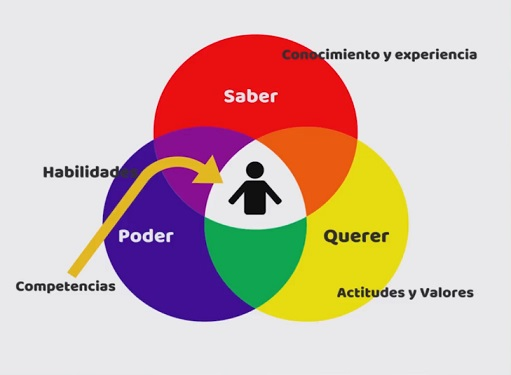 Conocimiento y experiencia
Saber
Habilidades
Poder
Querer
Competencias
Actitudes y Valores